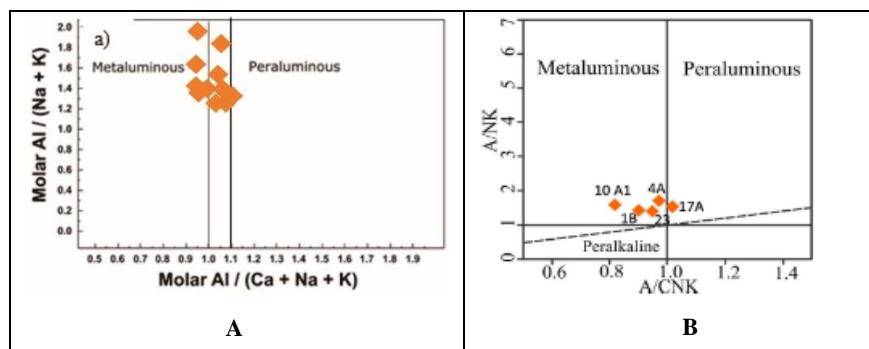 a)
Metaluminous
Peraluminous
Molar Al / (Na + K)
2.0
1.8
1.6
1.4
1.2
1.0
0.8
0.6
0.4
0.2
0.0
0.5 0.6 0.7 0.8 0.9 1.0 1.1 1.2 1.3 1.4 1.5 1.6 1.7 1.8 1.9
Molar Al / (Ca + Na + K)
A
Metaluminous
Peraluminous
A/NK
7
6
5
4
3
2
1
0
10 A1
4A
1B
23
17A
Peralkaline
0.6 0.8 1.0 1.2 1.4
A/CNK
B